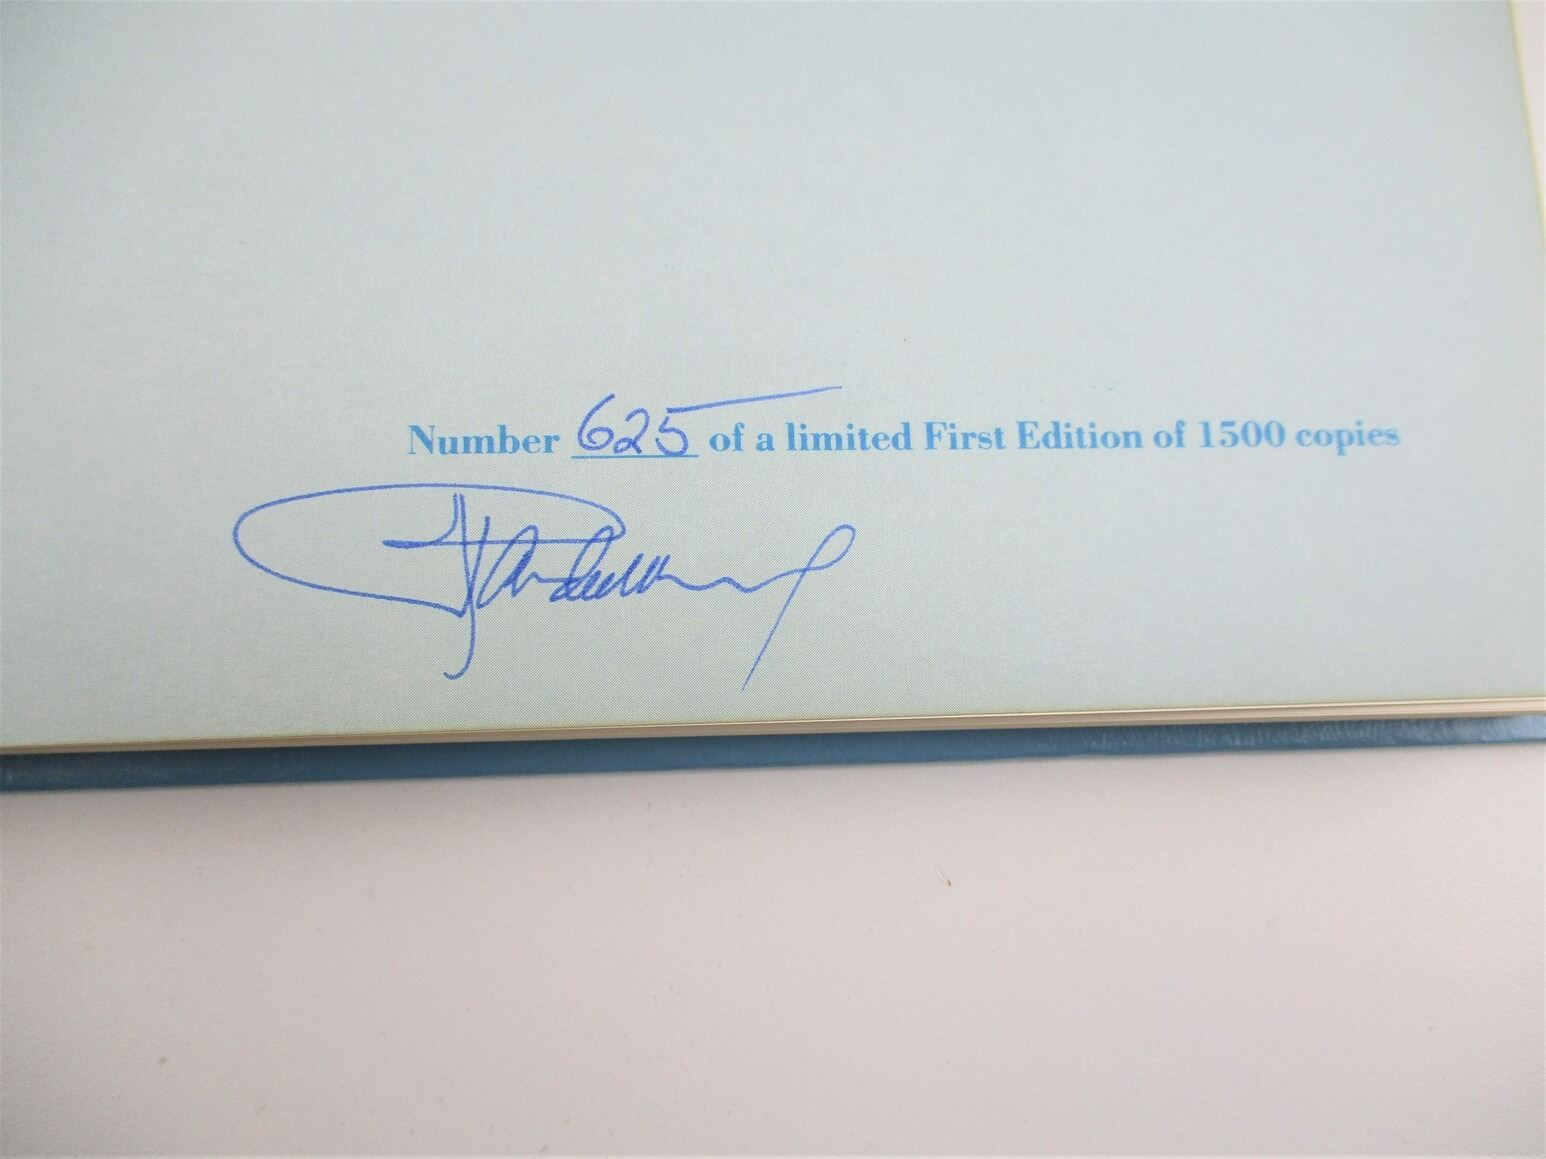 Number 625 of a limited First Edition of 1500 copies